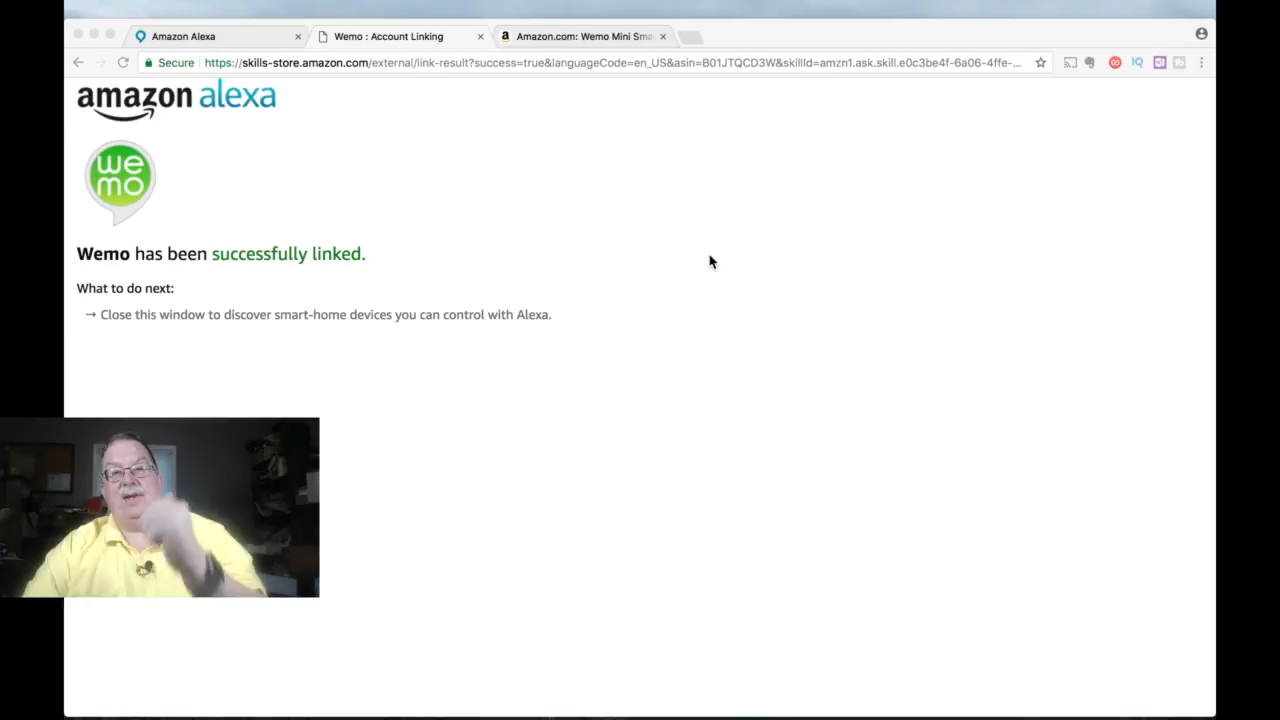 Amazon Alexa
Wemo : Account Linking
Amazon.com: Wemo Mini Sma
Secure
https://skills-store.amazon.com/external/link-result?success=true&languageCode=en_US&asin=B01JTQCD3W&skillId=amzn1.ask.skill.e0c3be4f-6a06-4ffe-...
amazon alexa
we
mo
Wemo has been successfully linked.
What to do next:
→ Close this window to discover smart-home devices you can control with Alexa.